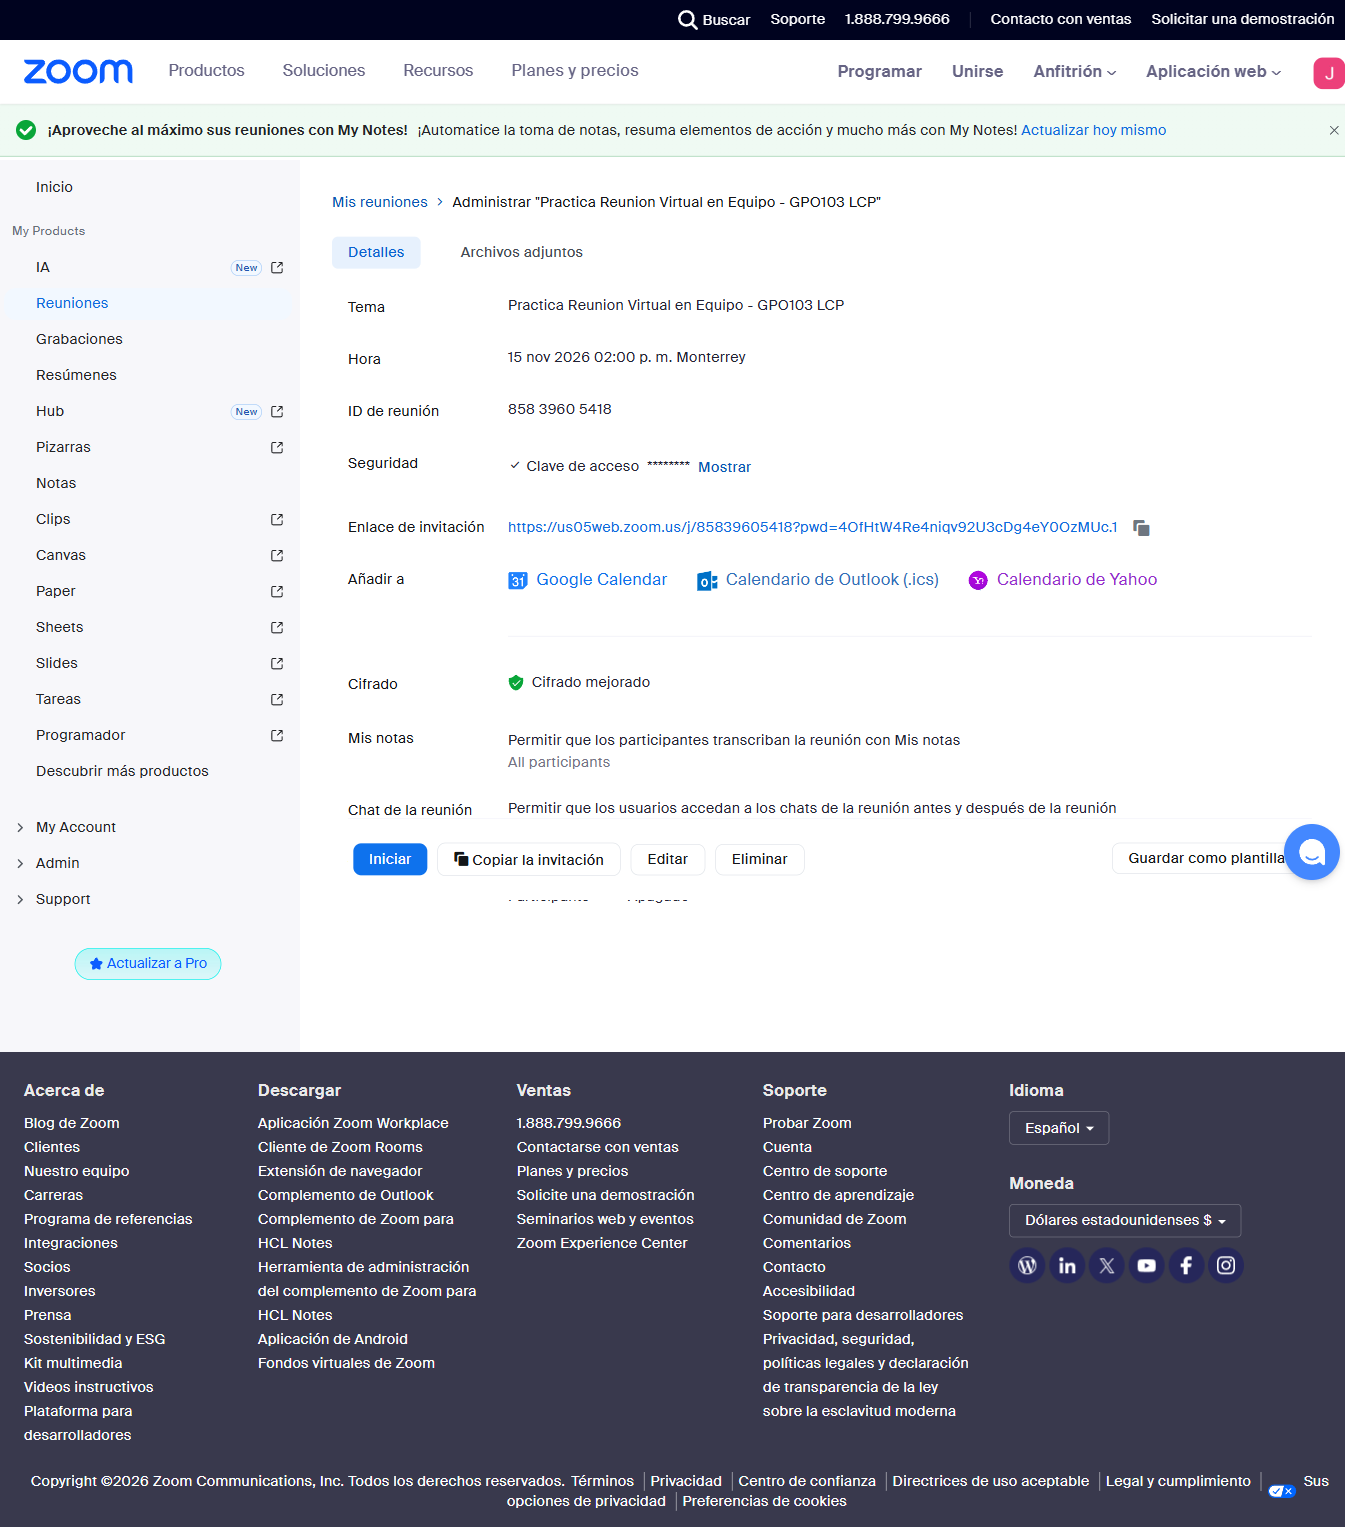 Buscar Soporte 1.888.799.9666 Contacto con ventas Solicitar una demostración
zoom Productos Soluciones Recursos Planes y precios Programar Unirse Anfitrión Aplicación web J
¡Aproveche al máximo sus reuniones con My Notes! ¡Automatice la toma de notas, resuma elementos de acción y mucho más con My Notes! Actualizar hoy mismo
Inicio
My Products
IA New
Reuniones
Grabaciones
Resúmenes
Hub New
Pizarras
Notas
Clips
Canvas
Paper
Sheets
Slides
Tareas
Programador
Descubrir más productos
My Account
Admin
Support
Actualizar a Pro
Mis reuniones > Administrar "Practica Reunion Virtual en Equipo - GPO103 LCP"
Detalles Archivos adjuntos
Tema Practica Reunion Virtual en Equipo - GPO103 LCP
Hora 15 nov 2026 02:00 p. m. Monterrey
ID de reunión 858 3960 5418
Seguridad Clave de acceso ******** Mostrar
Enlace de invitación https://us05web.zoom.us/j/85839605418?pwd=4OfHtW4Re4niqv92U3cDg4eY0OzMUc.1
Añadir a 31 Google Calendar Calendario de Outlook (.ics) Calendario de Yahoo
Cifrado Cifrado mejorado
Mis notas Permitir que los participantes transcriban la reunión con Mis notas
All participants
Chat de la reunión Permitir que los usuarios accedan a los chats de la reunión antes y después de la reunión
Iniciar Copiar la invitación Editar Eliminar Guardar como plantilla
Acerca de
Blog de Zoom
Clientes
Nuestro equipo
Carreras
Programa de referencias
Integraciones
Socios
Inversores
Prensa
Sostenibilidad y ESG
Kit multimedia
Videos instructivos
Plataforma para
desarrolladores
Descargar
Aplicación Zoom Workplace
Cliente de Zoom Rooms
Extensión de navegador
Complemento de Outlook
Complemento de Zoom para
HCL Notes
Herramienta de administración
del complemento de Zoom para
HCL Notes
Aplicación de Android
Fondos virtuales de Zoom
Ventas
1.888.799.9666
Contactarse con ventas
Planes y precios
Solicite una demostración
Seminarios web y eventos
Zoom Experience Center
Soporte
Probar Zoom
Cuenta
Centro de soporte
Centro de aprendizaje
Comunidad de Zoom
Comentarios
Contacto
Accesibilidad
Soporte para desarrolladores
Privacidad, seguridad,
políticas legales y declaración
de transparencia de la ley
sobre la esclavitud moderna
Idioma
Español
Moneda
Dólares estadounidenses $
Copyright ©2026 Zoom Communications, Inc. Todos los derechos reservados. Términos | Privacidad | Centro de confianza | Directrices de uso aceptable | Legal y cumplimiento | Sus
opciones de privacidad | Preferencias de cookies